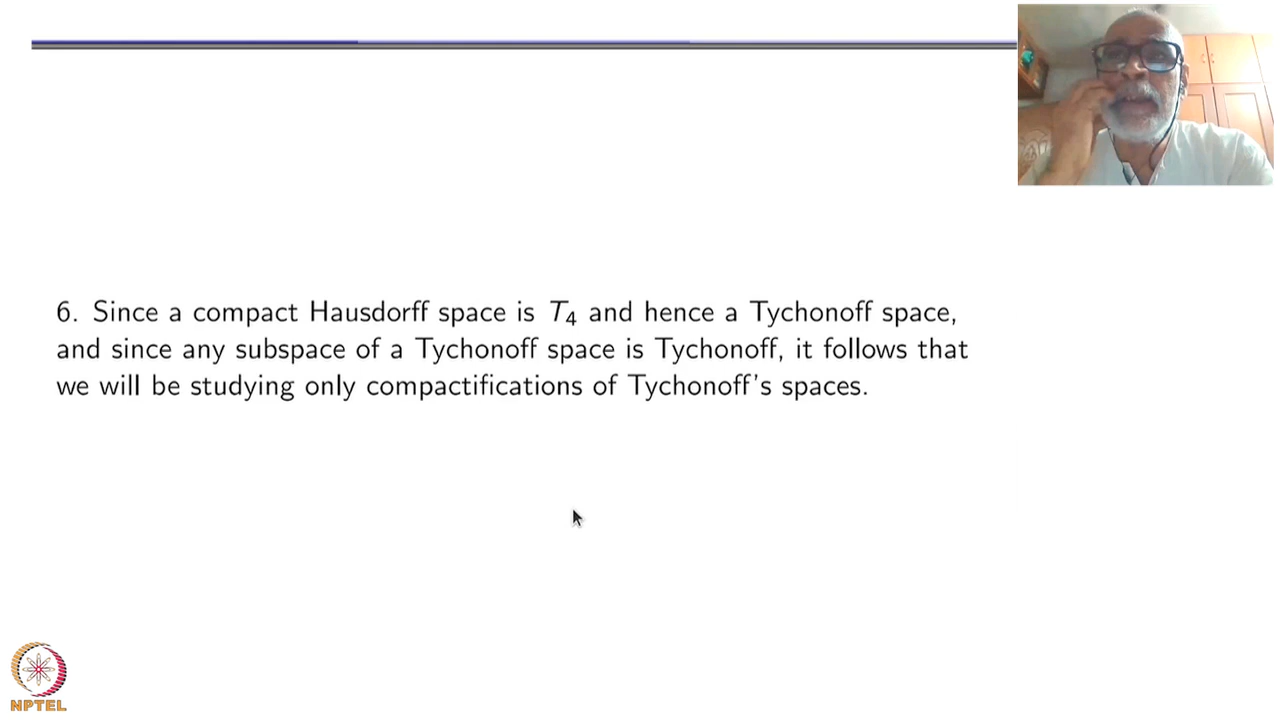 6. Since a compact Hausdorff space is T₄ and hence a Tychonoff space,
and since any subspace of a Tychonoff space is Tychonoff, it follows that
we will be studying only compactifications of Tychonoff's spaces.
NPTEL